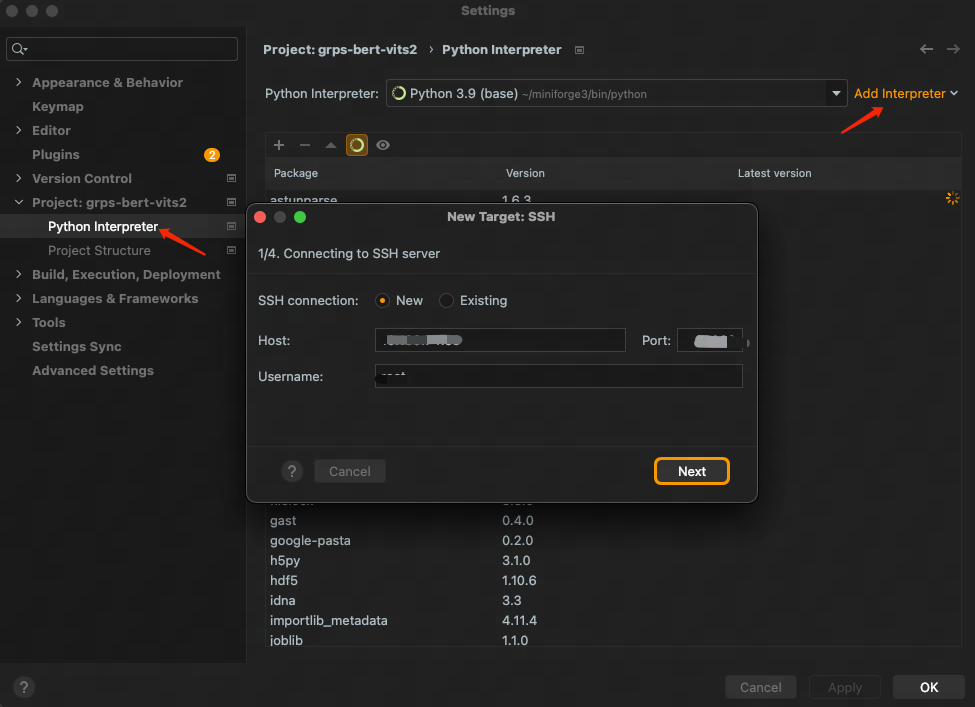 Settings
Project: grps-bert-vits2 › Python Interpreter
Appearance & Behavior
Keymap
Editor
Plugins 2
Version Control
Project: grps-bert-vits2
Python Interpreter
Project Structure
Build, Execution, Deployment
Languages & Frameworks
Tools
Settings Sync
Advanced Settings
Python Interpreter: Python 3.9 (base) ~/miniforge3/bin/python Add Interpreter
Package Version Latest version
astunparse 1.6.3
New Target: SSH
1/4. Connecting to SSH server
SSH connection: New Existing
Host: Port:
Username:
? Cancel Next
gast 0.4.0
google-pasta 0.2.0
h5py 3.1.0
hdf5 1.10.6
idna 3.3
importlib_metadata 4.11.4
joblib 1.1.0
? Cancel Apply OK